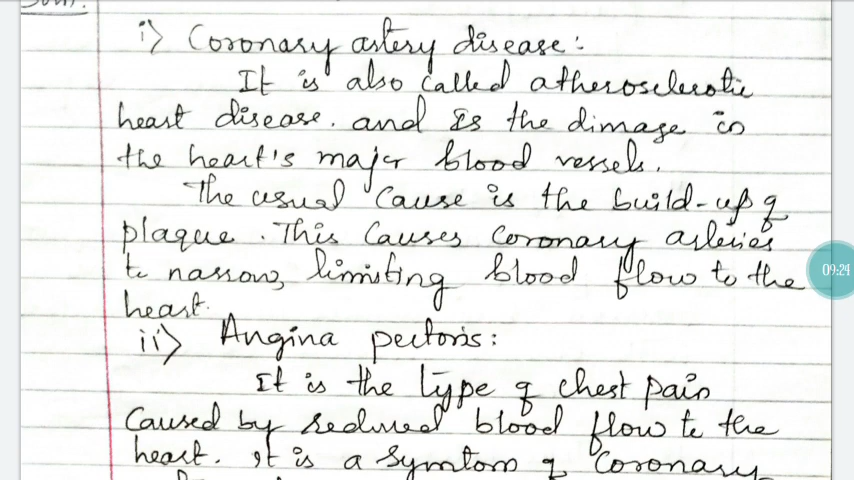 Soln.
i) Coronary artery disease:
It is also called atherosclerotic
heart disease. and is the dimage in
the heart's major blood vessels.
The usual cause is the build-up of
plaque. This causes coronary arteries
to narrow, limiting blood flow to the
heart.
ii) Angina pectoris:
It is the type of chest pain
caused by reduced blood flow to the
heart. It is a symtom of coronary
09:24